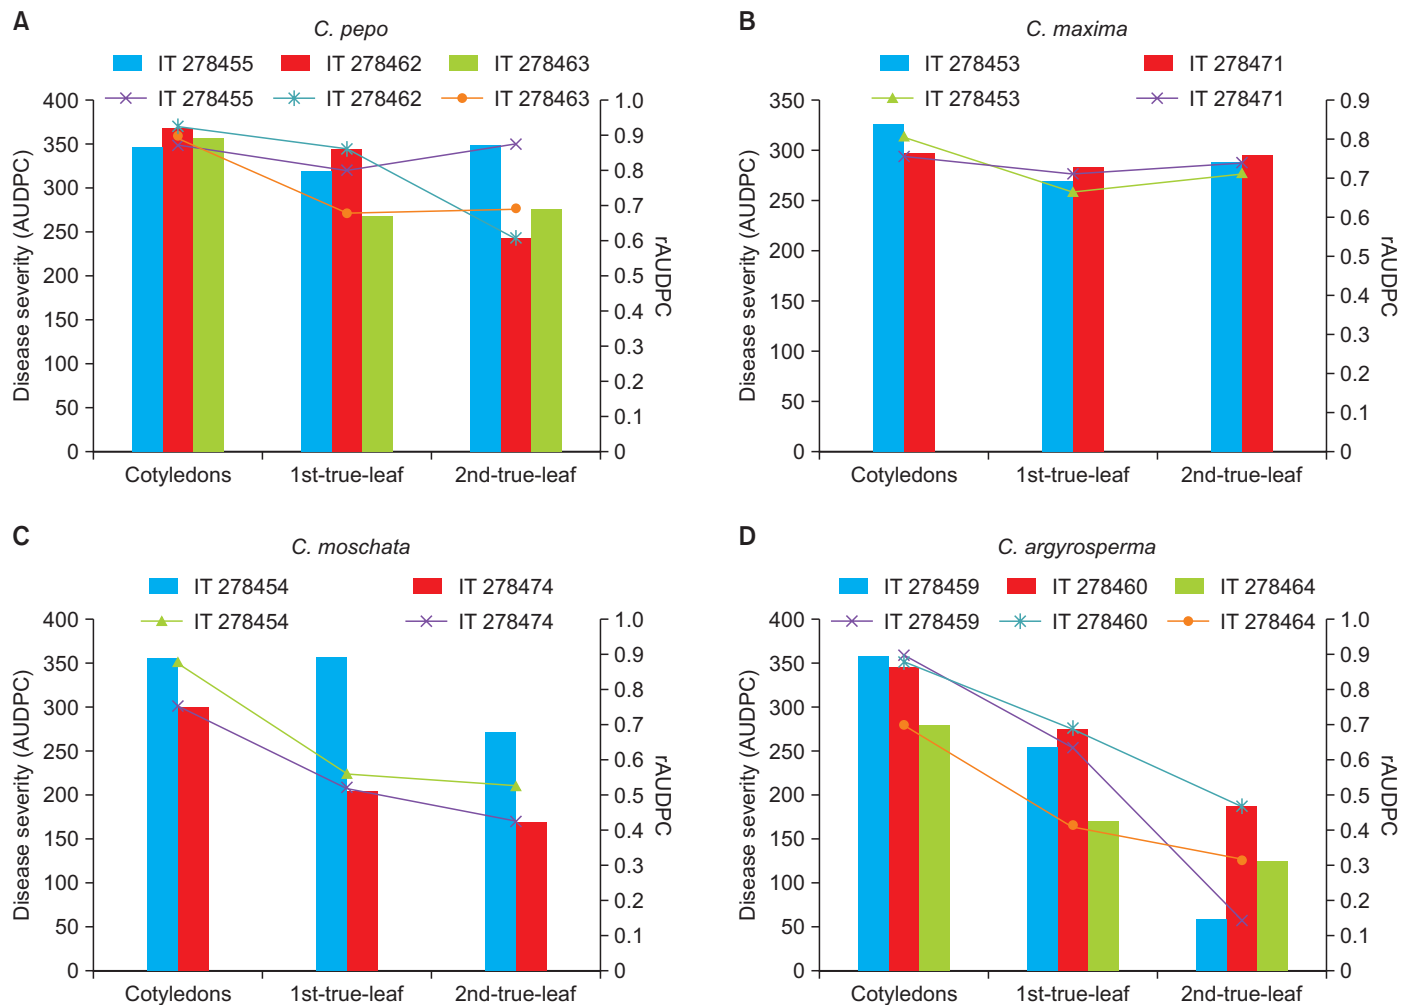 A
C. pepo
IT 278455 IT 278462 IT 278463
IT 278455 IT 278462 IT 278463
Disease severity (AUDPC)
400
350
300
250
200
150
100
50
0
1.0
0.9
0.8
0.7
0.6
0.5
0.4
0.3
0.2
0.1
0
rAUDPC
Cotyledons 1st-true-leaf 2nd-true-leaf
B
C. maxima
IT 278453 IT 278471
IT 278453 IT 278471
Disease severity (AUDPC)
350
300
250
200
150
100
50
0
0.9
0.8
0.7
0.6
0.5
0.4
0.3
0.2
0.1
0
rAUDPC
Cotyledons 1st-true-leaf 2nd-true-leaf
C
C. moschata
IT 278454 IT 278474
IT 278454 IT 278474
Disease severity (AUDPC)
400
350
300
250
200
150
100
50
0
1.0
0.9
0.8
0.7
0.6
0.5
0.4
0.3
0.2
0.1
0
rAUDPC
Cotyledons 1st-true-leaf 2nd-true-leaf
D
C. argyrosperma
IT 278459 IT 278460 IT 278464
IT 278459 IT 278460 IT 278464
Disease severity (AUDPC)
400
350
300
250
200
150
100
50
0
1.0
0.9
0.8
0.7
0.6
0.5
0.4
0.3
0.2
0.1
0
rAUDPC
Cotyledons 1st-true-leaf 2nd-true-leaf